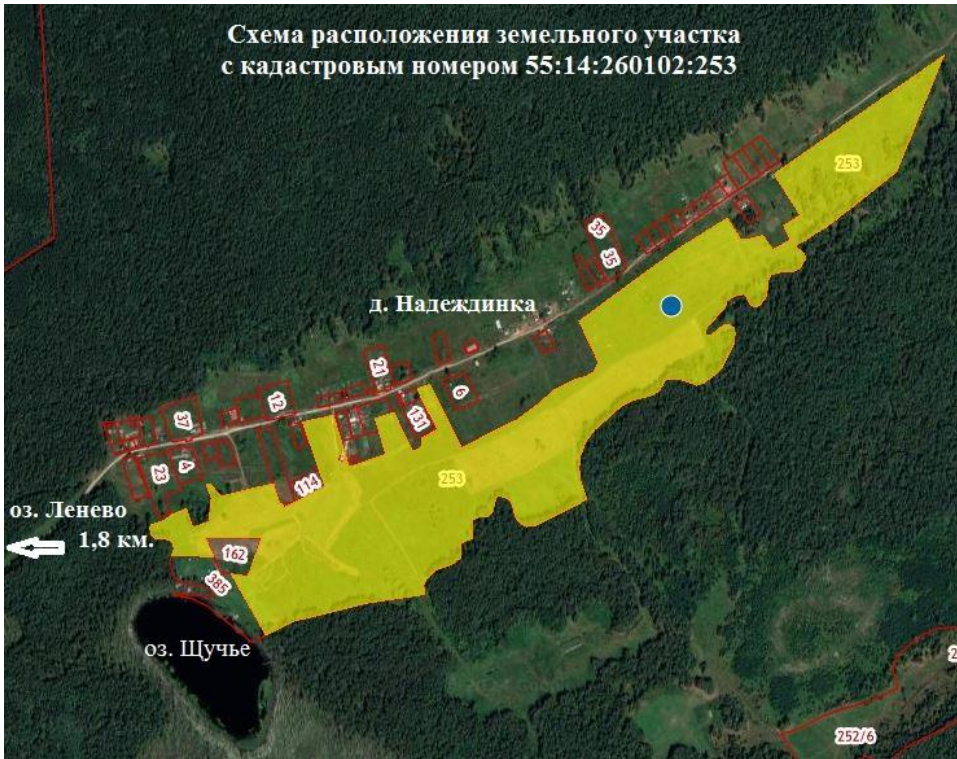 Схема расположения земельного участка
с кадастровым номером 55:14:260102:253
253
35
35
д. Надеждинка
21
6
12
131
37
23
4
114
253
оз. Ленево
1,8 км.
162
385
оз. Щучье
2
252/6